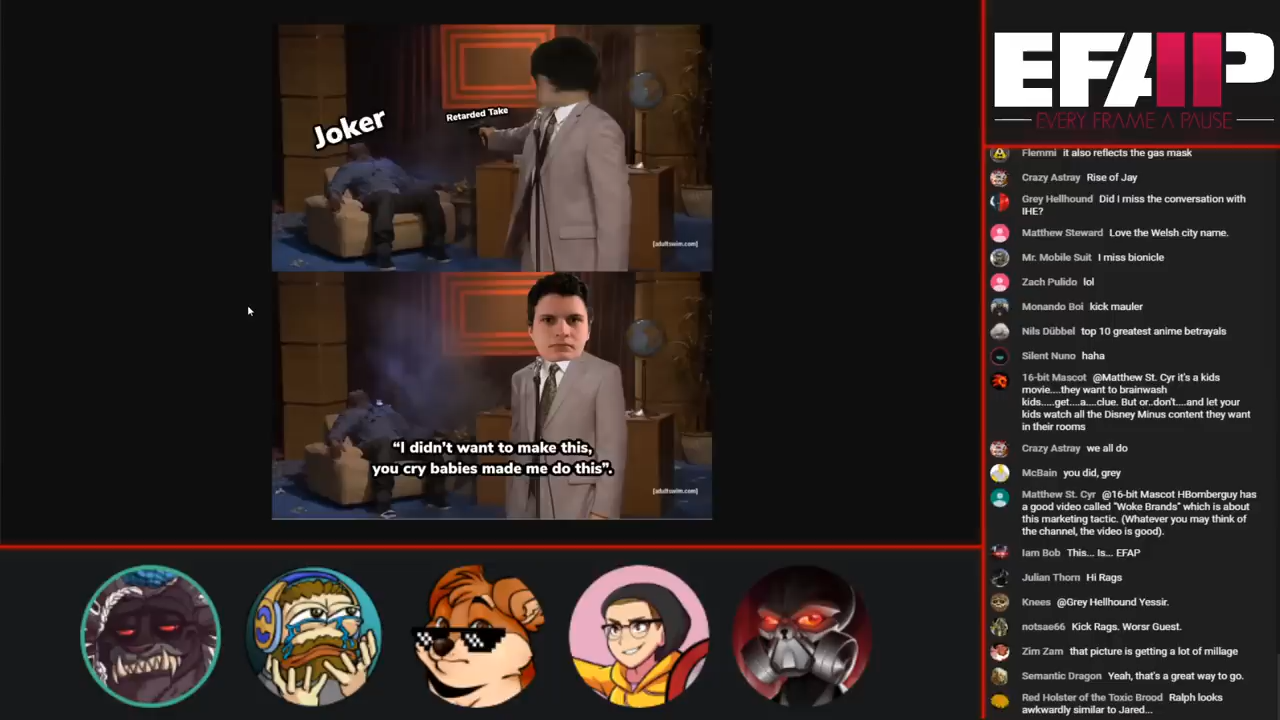 Joker
Retarded Take
[adultswim.com]
"I didn't want to make this,
you cry babies made me do this".
[adultswim.com]
EFAP
EVERY FRAME A PAUSE
Flemmi it also reflects the gas mask
Crazy Astray Rise of Jay
Grey Hellhound Did I miss the conversation with
IHE?
Matthew Steward Love the Welsh city name.
Mr. Mobile Suit I miss bionicle
Zach Pulido lol
Monando Boi kick mauler
Nils Dübbel top 10 greatest anime betrayals
Silent Nuno haha
16-bit Mascot @Matthew St. Cyr it's a kids
movie....they want to brainwash
kids.....get....a....clue. But or..don't....and let your
kids watch all the Disney Minus content they want
in their rooms
Crazy Astray we all do
McBain you did, grey
Matthew St. Cyr @16-bit Mascot HBomberguy has
a good video called "Woke Brands" which is about
this marketing tactic. (Whatever you may think of
the channel, the video is good).
Iam Bob This... Is... EFAP
Julian Thorn Hi Rags
Knees @Grey Hellhound Yessir.
notsae66 Kick Rags. Worsr Guest.
Zim Zam that picture is getting a lot of millage
Semantic Dragon Yeah, that's a great way to go.
Red Holster of the Toxic Brood Ralph looks
awkwardly similar to Jared...